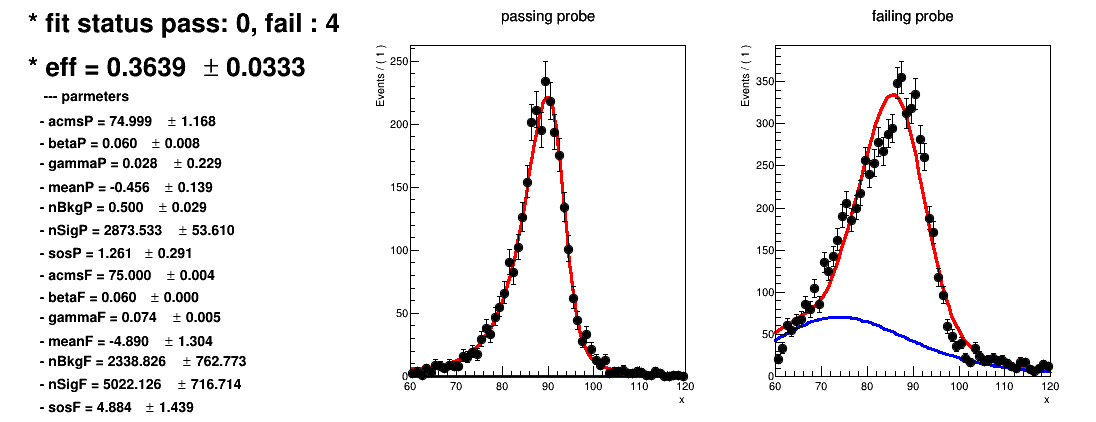 * fit status pass: 0, fail : 4
* eff = 0.3639 ± 0.0333
--- parmeters
- acmsP = 74.999 ± 1.168
- betaP = 0.060 ± 0.008
- gammaP = 0.028 ± 0.229
- meanP = -0.456 ± 0.139
- nBkgP = 0.500 ± 0.029
- nSigP = 2873.533 ± 53.610
- sosP = 1.261 ± 0.291
- acmsF = 75.000 ± 0.004
- betaF = 0.060 ± 0.000
- gammaF = 0.074 ± 0.005
- meanF = -4.890 ± 1.304
- nBkgF = 2338.826 ± 762.773
- nSigF = 5022.126 ± 716.714
- sosF = 4.884 ± 1.439
passing probe
Events / ( 1 )
250
200
150
100
50
0
60 70 80 90 100 110 120
x
failing probe
Events / ( 1 )
350
300
250
200
150
100
50
0
60 70 80 90 100 110 120
x